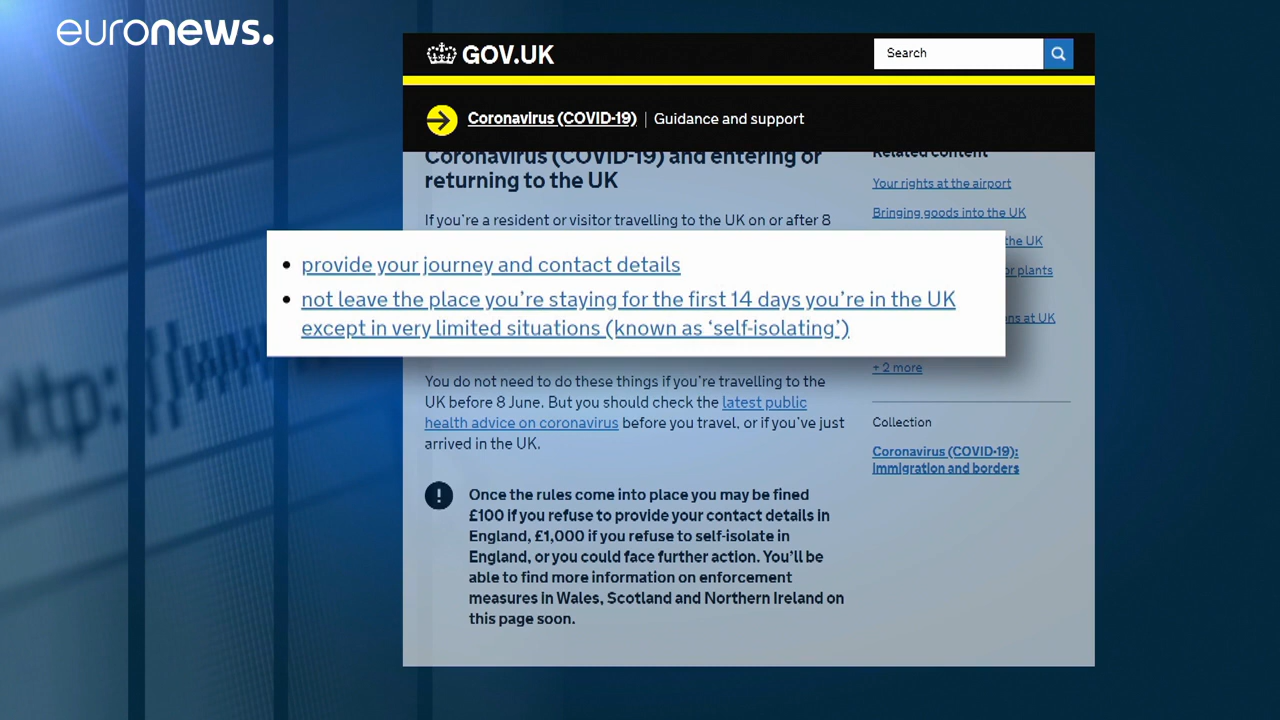 euronews.
GOV.UK
Search
Coronavirus (COVID-19) | Guidance and support
Coronavirus (COVID-19) and entering or
returning to the UK
If you're a resident or visitor travelling to the UK on or after 8
provide your journey and contact details
not leave the place you're staying for the first 14 days you're in the UK
except in very limited situations (known as ‘self-isolating’)
You do not need to do these things if you're travelling to the
UK before 8 June. But you should check the latest public
health advice on coronavirus before you travel, or if you've just
arrived in the UK.
Once the rules come into place you may be fined
£100 if you refuse to provide your contact details in
England, £1,000 if you refuse to self-isolate in
England, or you could face further action. You'll be
able to find more information on enforcement
measures in Wales, Scotland and Northern Ireland on
this page soon.
Related content
Your rights at the airport
Bringing goods into the UK
the UK
or plants
at UK
+ 2 more
Collection
Coronavirus (COVID-19):
immigration and borders
http://